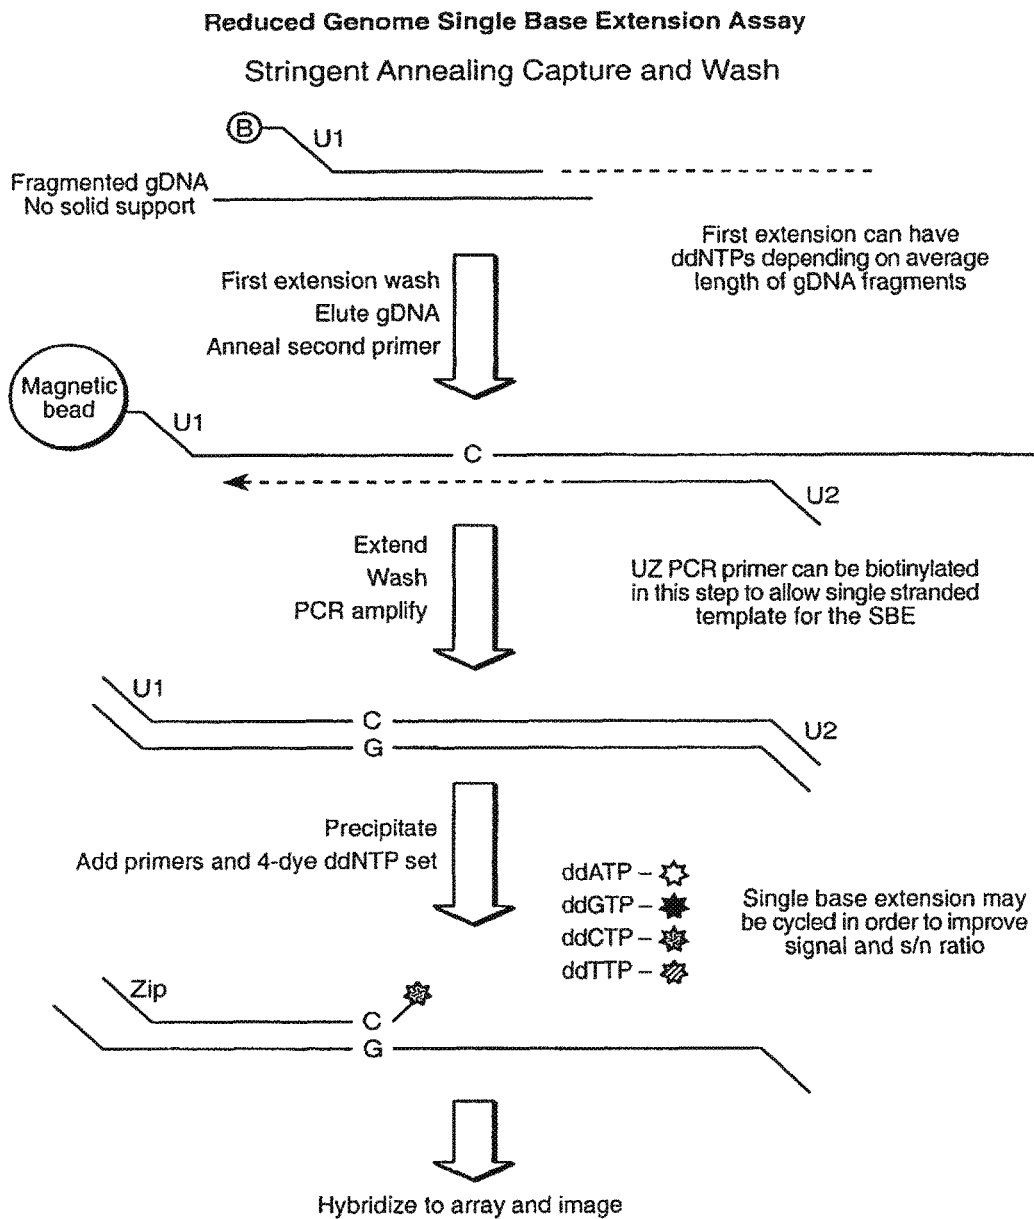 Reduced Genome Single Base Extension Assay
Stringent Annealing Capture and Wash
B
U1
Fragmented gDNA
No solid support
First extension can have
ddNTPs depending on average
length of gDNA fragments
First extension wash
Elute gDNA
Anneal second primer
Magnetic
bead
U1
C
U2
Extend
Wash
PCR amplify
UZ PCR primer can be biotinylated
in this step to allow single stranded
template for the SBE
U1
C
G
U2
Precipitate
Add primers and 4-dye ddNTP set
ddATP –
ddGTP –
ddCTP –
ddTTP –
Single base extension may
be cycled in order to improve
signal and s/n ratio
Zip
C
G
Hybridize to array and image